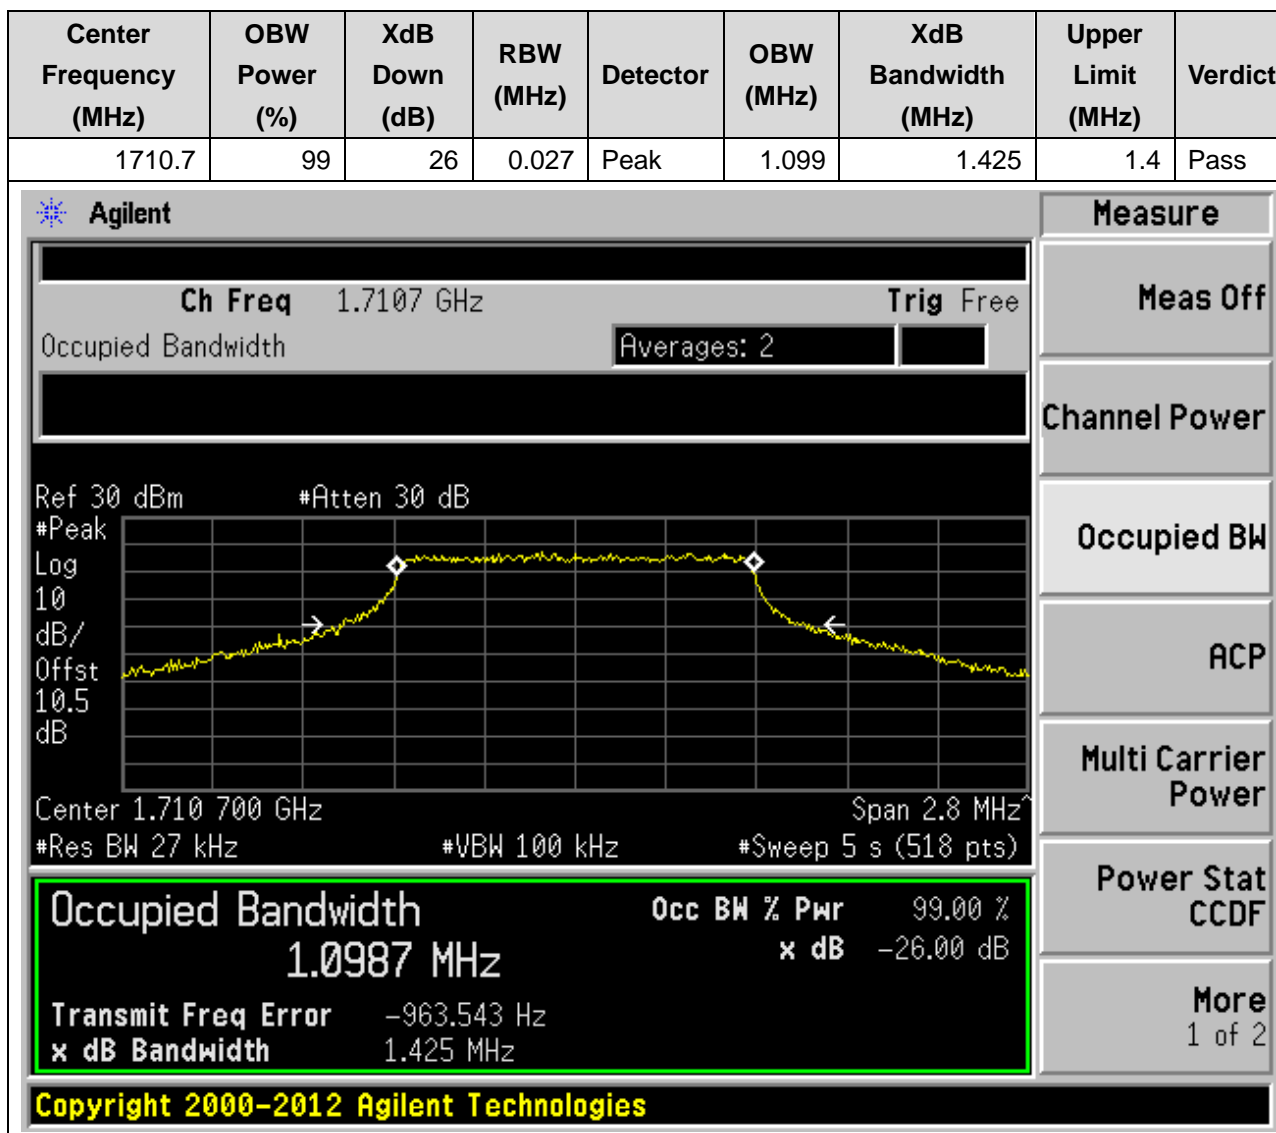 Center Frequency (MHz) OBW Power (%) XdB Down (dB) RBW (MHz) Detector OBW (MHz) XdB Bandwidth (MHz) Upper Limit (MHz) Verdict
1710.7 99 26 0.027 Peak 1.099 1.425 1.4 Pass
Agilent
Measure
Ch Freq 1.7107 GHz Trig Free
Meas Off
Occupied Bandwidth Averages: 2
Channel Power
Ref 30 dBm #Atten 30 dB
#Peak
Log
10
dB/
Offst
10.5
dB
Occupied BW
ACP
Multi Carrier
Power
Center 1.710 700 GHz Span 2.8 MHz^
#Res BW 27 kHz #VBW 100 kHz #Sweep 5 s (518 pts)
Power Stat
CCDF
Occupied Bandwidth Occ BW % Pwr 99.00 %
1.0987 MHz x dB -26.00 dB
Transmit Freq Error -963.543 Hz
x dB Bandwidth 1.425 MHz
More
1 of 2
Copyright 2000-2012 Agilent Technologies